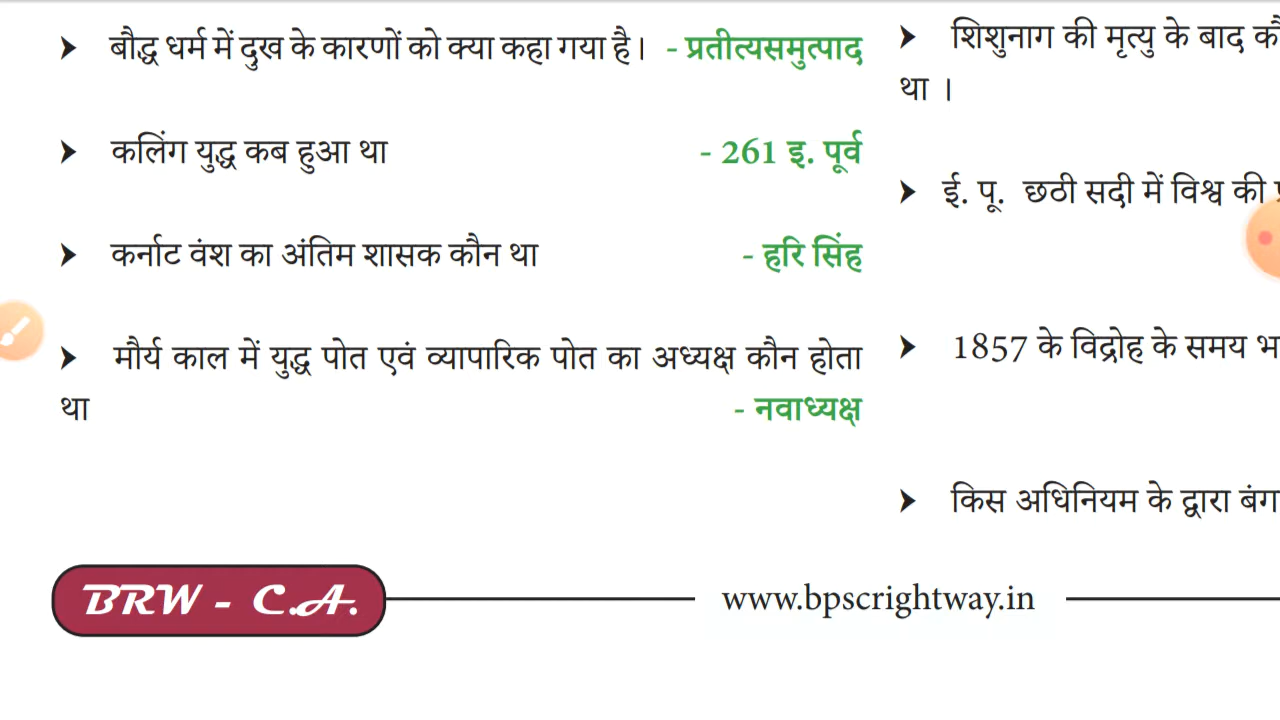 ➤ बौद्ध धर्म में दुख के कारणों को क्या कहा गया है। - प्रतीत्यसमुत्पाद
➤ कलिंग युद्ध कब हुआ था - 261 इ. पूर्व
➤ कर्नाट वंश का अंतिम शासक कौन था - हरि सिंह
➤ मौर्य काल में युद्ध पोत एवं व्यापारिक पोत का अध्यक्ष कौन होता
था - नवाध्यक्ष
➤ शिशुनाग की मृत्यु के बाद
था ।
➤ ई. पू. छठी सदी में विश्व की
➤ 1857 के विद्रोह के समय
➤ किस अधिनियम के द्वारा
BRW - C.A.
www.bpscrightway.in